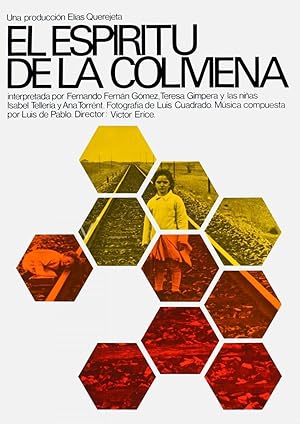 Una producción Elías Querejeta
EL ESPIRITU
DE LA COLMENA
interpretada por Fernando Fernán Gómez, Teresa Gimpera y las niñas
Isabel Tellería y Ana Torrent. Fotografía de Luis Cuadrado. Música compuesta
por Luis de Pablo. Director: Víctor Erice.